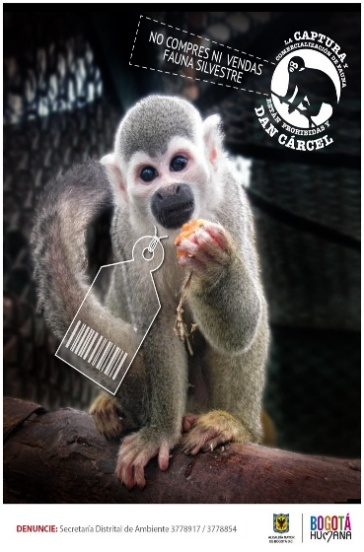 NO COMPRES NI VENDAS
FAUNA SILVESTRE
LA
CAPTURA Y
COMERCIALIZACIÓN DE FAUNA
ESTÁN PROHIBIDAS Y
DAN CÁRCEL
DENUNCIE: Secretaría Distrital de Ambiente 3778917 / 3778854
ALCALDÍA MAYOR
DE BOGOTÁ D.C.
BOGOTÁ
HUMANA